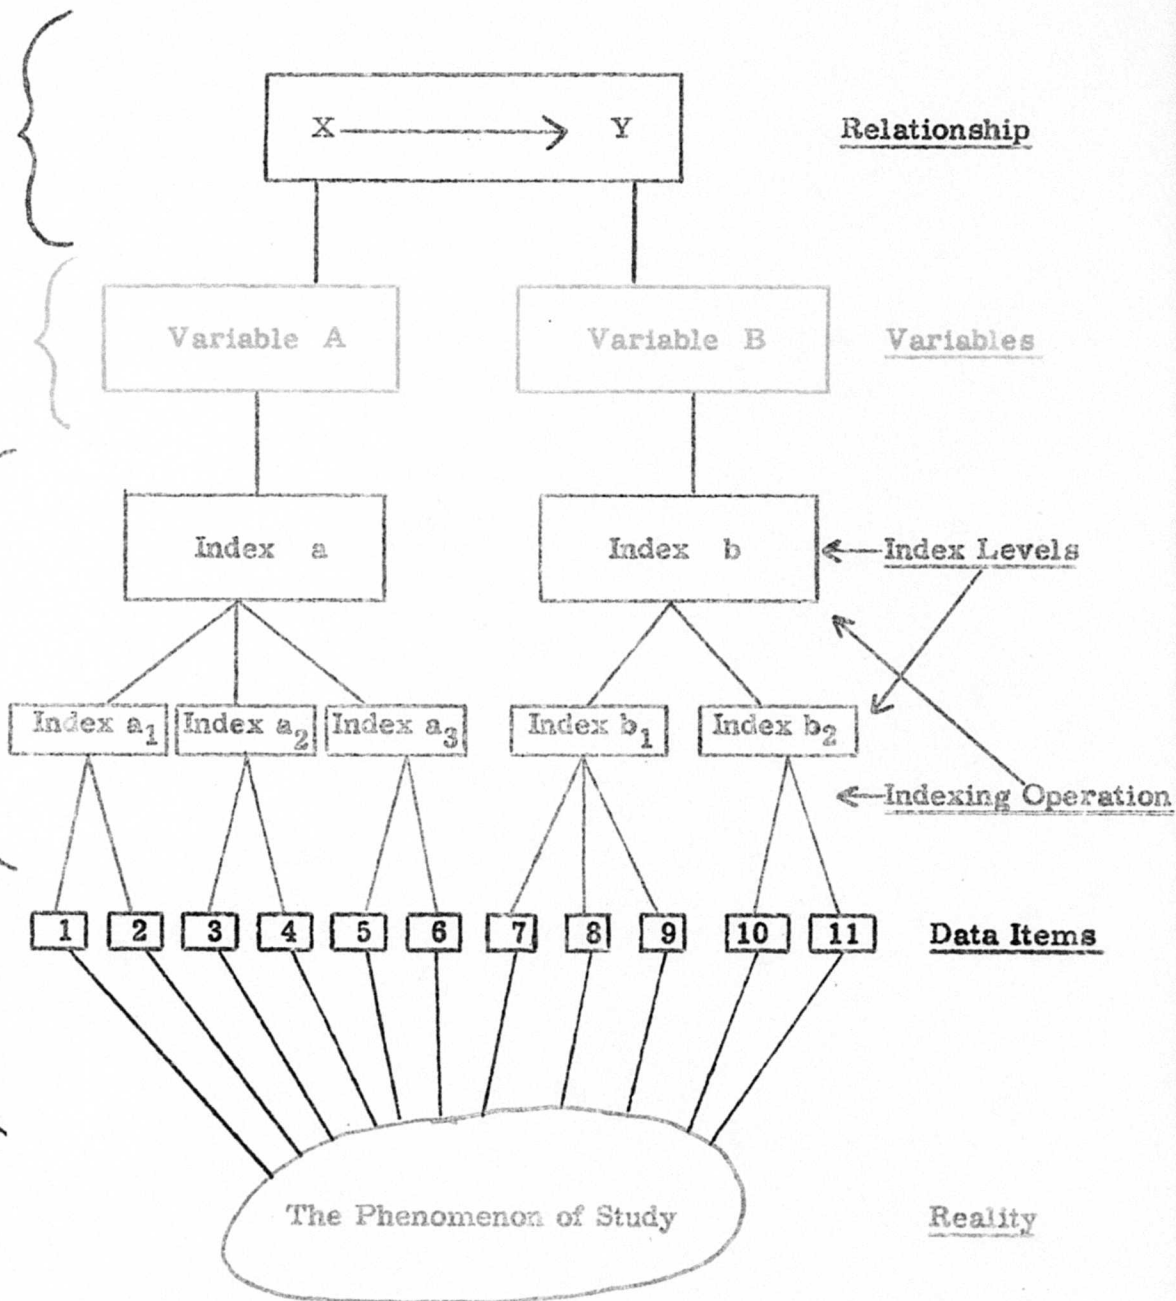 X Y Relationship
Variable A Variable B Variables
Index a Index b Index Levels
Index a1 Index a2 Index a3 Index b1 Index b2
Indexing Operation
1 2 3 4 5 6 7 8 9 10 11 Data Items
The Phenomenon of Study Reality